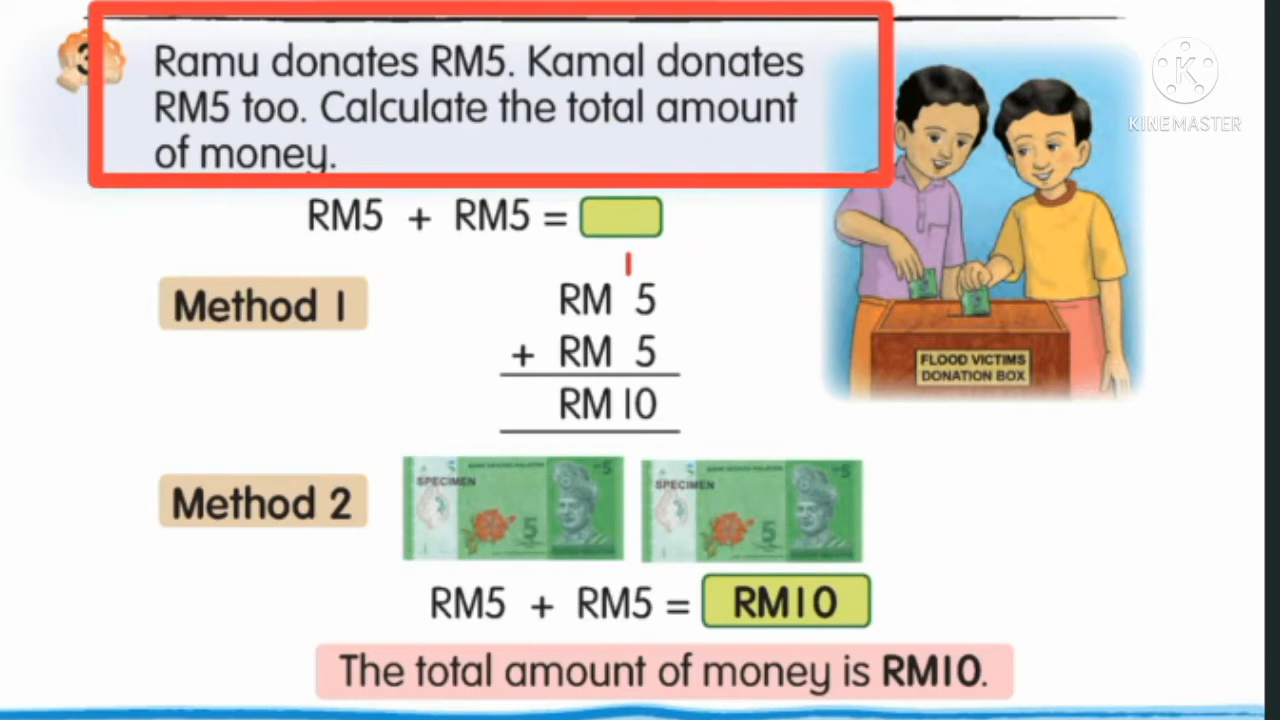 3
Ramu donates RM5. Kamal donates
RM5 too. Calculate the total amount
of money.
KINEMASTER
RM5 + RM5 =
1
Method 1
RM 5
+ RM 5
RM 10
FLOOD VICTIMS
DONATION BOX
Method 2
SPECIMEN
5
SPECIMEN
5
RM5 + RM5 = RM10
The total amount of money is RM10.